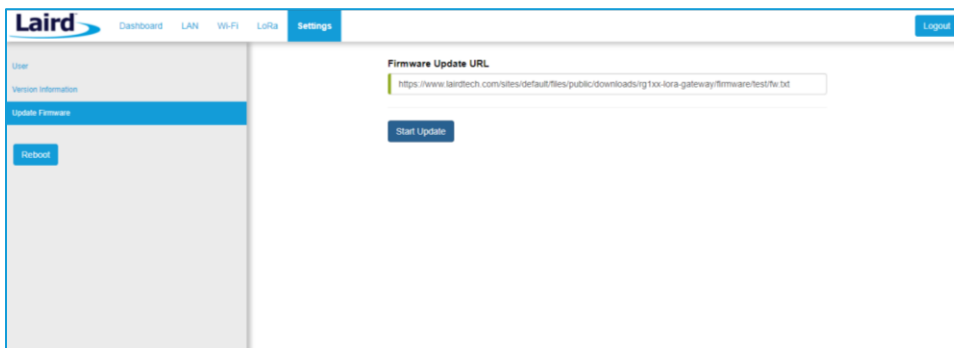 Laird
Dashboard LAN Wi-Fi LoRa Settings Logout
User
Version Information
Update Firmware
Reboot
Firmware Update URL
https://www.lairdtech.com/sites/default/files/public/downloads/rg1xx-lora-gateway/firmware/test/fw.txt
Start Update